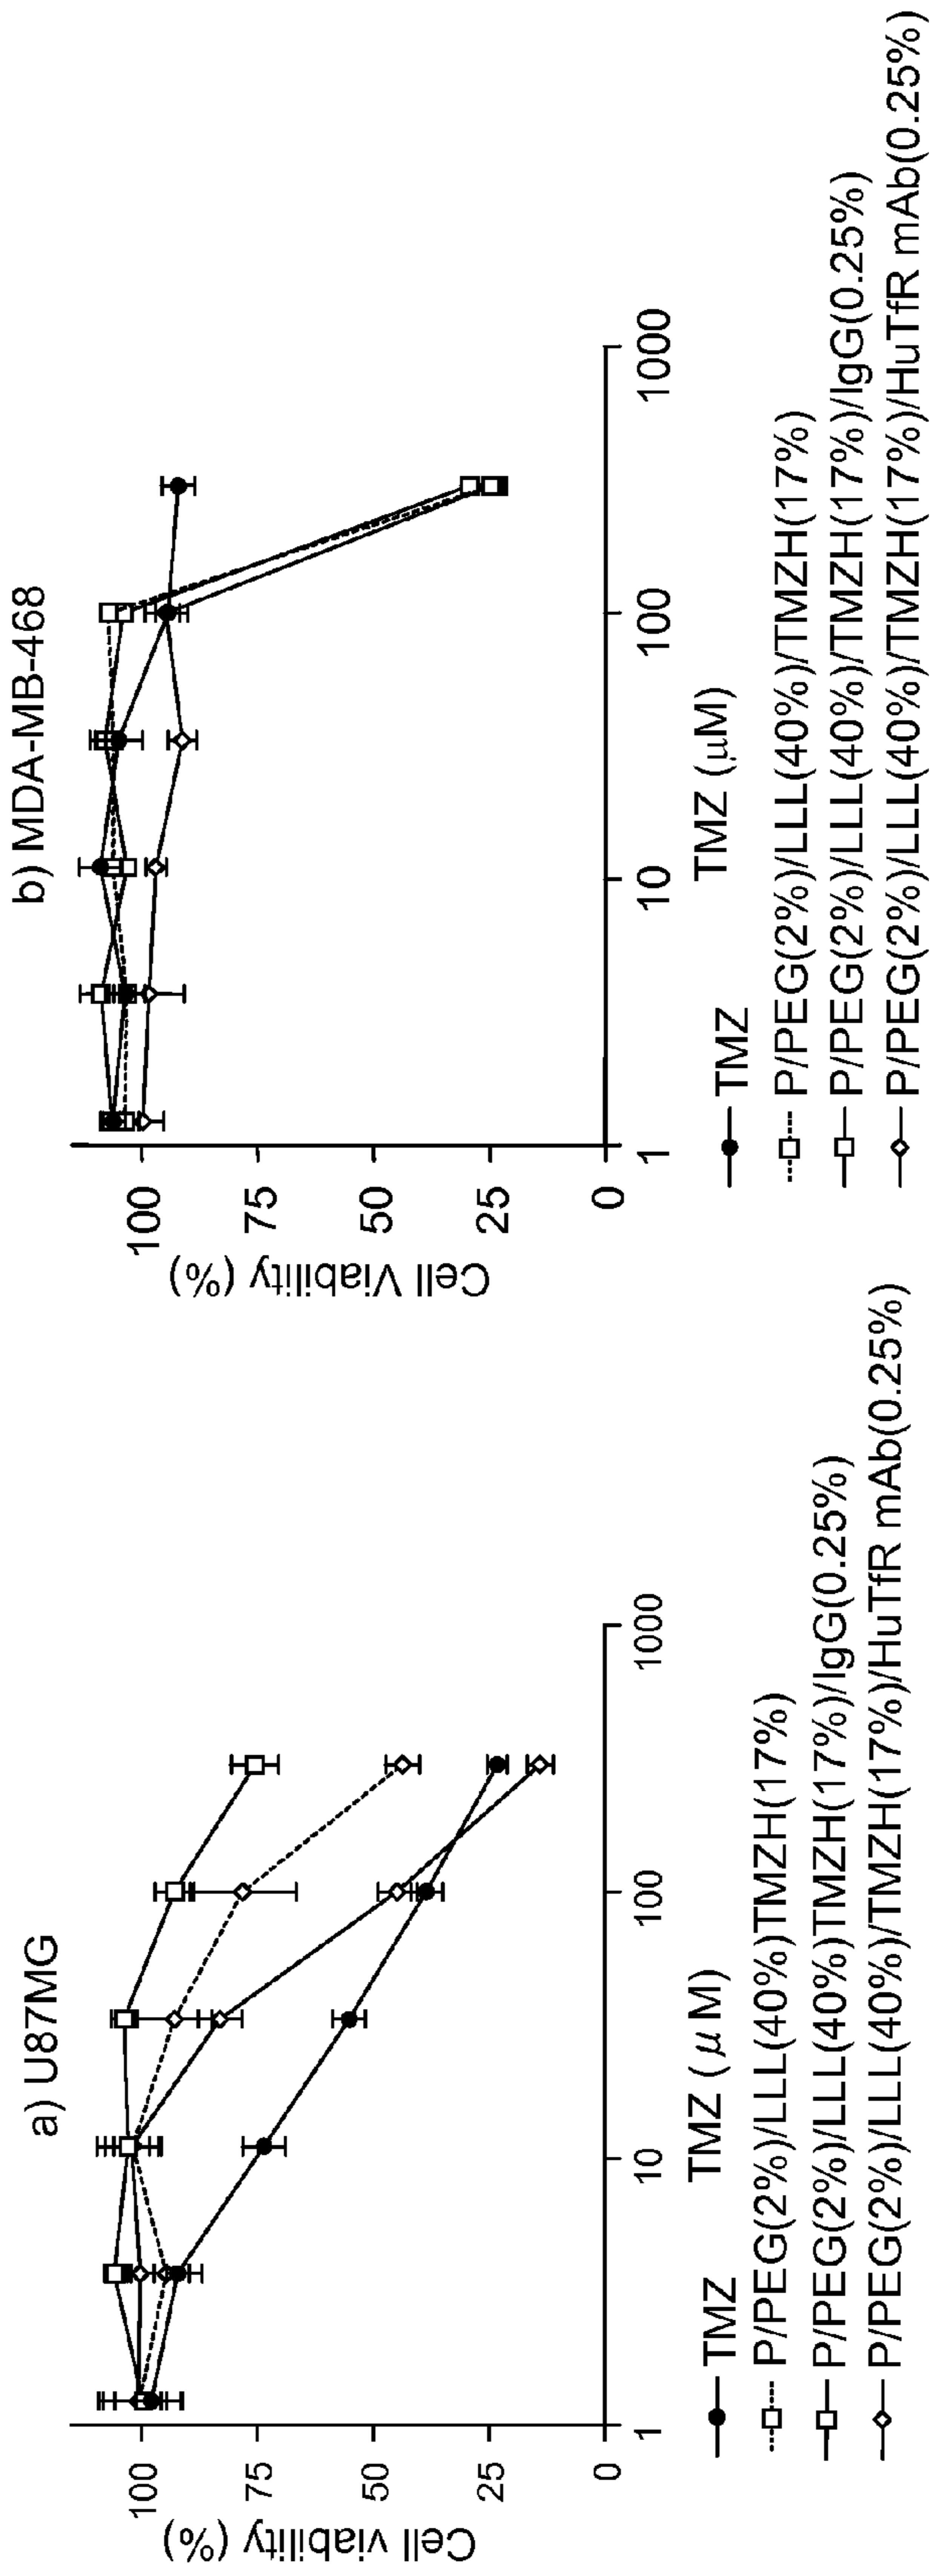 a) U87MG
Cell viability (%)
100
75
50
25
0
1
10
100
1000
TMZ (μM)
TMZ
P/PEG(2%)/LLL(40%)TMZH(17%)
P/PEG(2%)/LLL(40%)TMZH(17%)/IgG(0.25%)
P/PEG(2%)/LLL(40%)/TMZH(17%)/HuTfR mAb(0.25%)
b) MDA-MB-468
Cell Viability (%)
100
75
50
25
0
1
10
100
1000
TMZ (μM)
TMZ
P/PEG(2%)/LLL(40%)/TMZH(17%)
P/PEG(2%)/LLL(40%)/TMZH(17%)/IgG(0.25%)
P/PEG(2%)/LLL(40%)/TMZH(17%)/HuTfR mAb(0.25%)